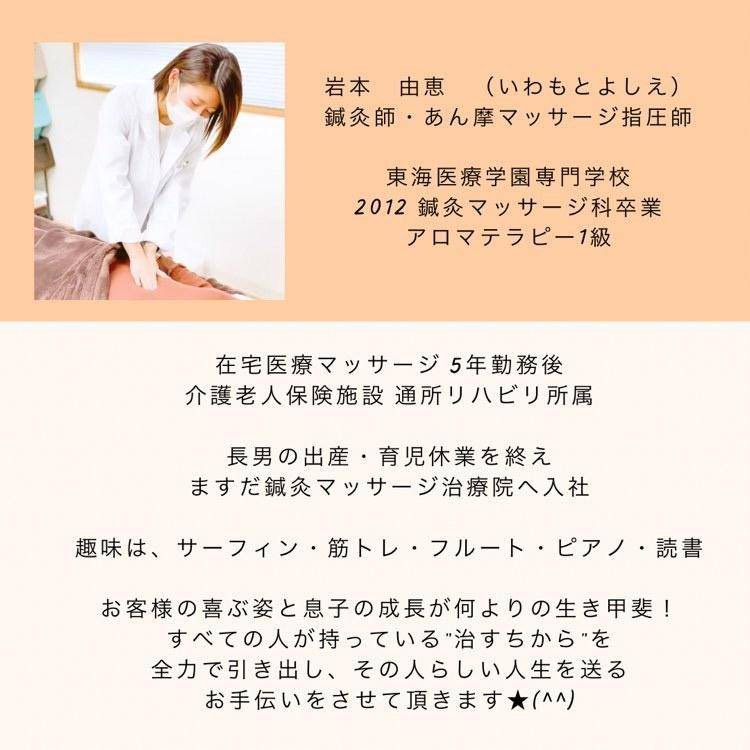 岩本 由恵 (いわもとよしえ)
鍼灸師・あん摩マッサージ指圧師
東海医療学園専門学校
2012 鍼灸マッサージ科卒業
アロマテラピー1級
在宅医療マッサージ 5年勤務後
介護老人保険施設 通所リハビリ所属
長男の出産・育児休業を終え
ますだ鍼灸マッサージ治療院へ入社
趣味は、サーフィン・筋トレ・フルート・ピアノ・読書
お客様の喜ぶ姿と息子の成長が何よりの生き甲斐!
すべての人が持っている"治すちから"を
全力で引き出し、その人らしい人生を送る
お手伝いをさせて頂きます★(^^)